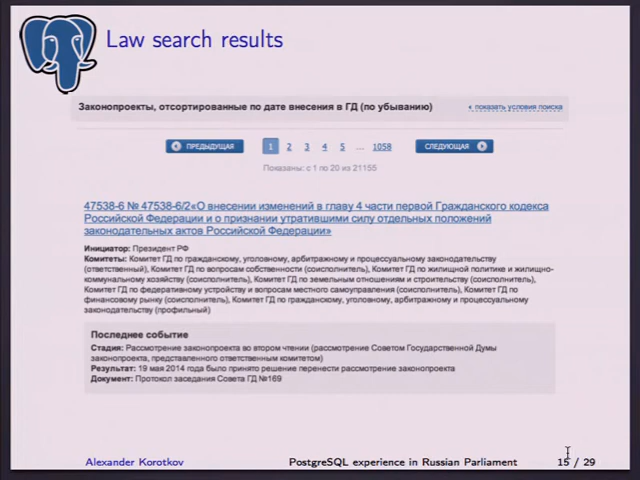 Law search results
Законопроекты, отсортированные по дате внесения в ГД (по убыванию)
показать условия поиска
ПРЕДЫДУЩАЯ 1 2 3 4 5 ... 1058 СЛЕДУЮЩАЯ
Показаны: с 1 по 20 из 21155
47538-6 № 47538-6/2«О внесении изменений в главу 4 части первой Гражданского кодекса
Российской Федерации и о признании утратившими силу отдельных положений
законодательных актов Российской Федерации»
Инициатор: Президент РФ
Комитеты: Комитет ГД по гражданскому, уголовному, арбитражному и процессуальному законодательству
(ответственный), Комитет ГД по вопросам собственности (соисполнитель), Комитет ГД по жилищной политике и жилищно-
коммунальному хозяйству (соисполнитель), Комитет ГД по земельным отношениям и строительству (соисполнитель),
Комитет ГД по федеративному устройству и вопросам местного самоуправления (соисполнитель), Комитет ГД по
финансовому рынку (соисполнитель), Комитет ГД по гражданскому, уголовному, арбитражному и процессуальному
законодательству (профильный)
Последнее событие
Стадия: Рассмотрение законопроекта во втором чтении (рассмотрение Советом Государственной Думы
законопроекта, представленного ответственным комитетом)
Результат: 19 мая 2014 года было принято решение перенести рассмотрение законопроекта
Документ: Протокол заседания Совета ГД №169
Alexander Korotkov PostgreSQL experience in Russian Parliament 15 / 29